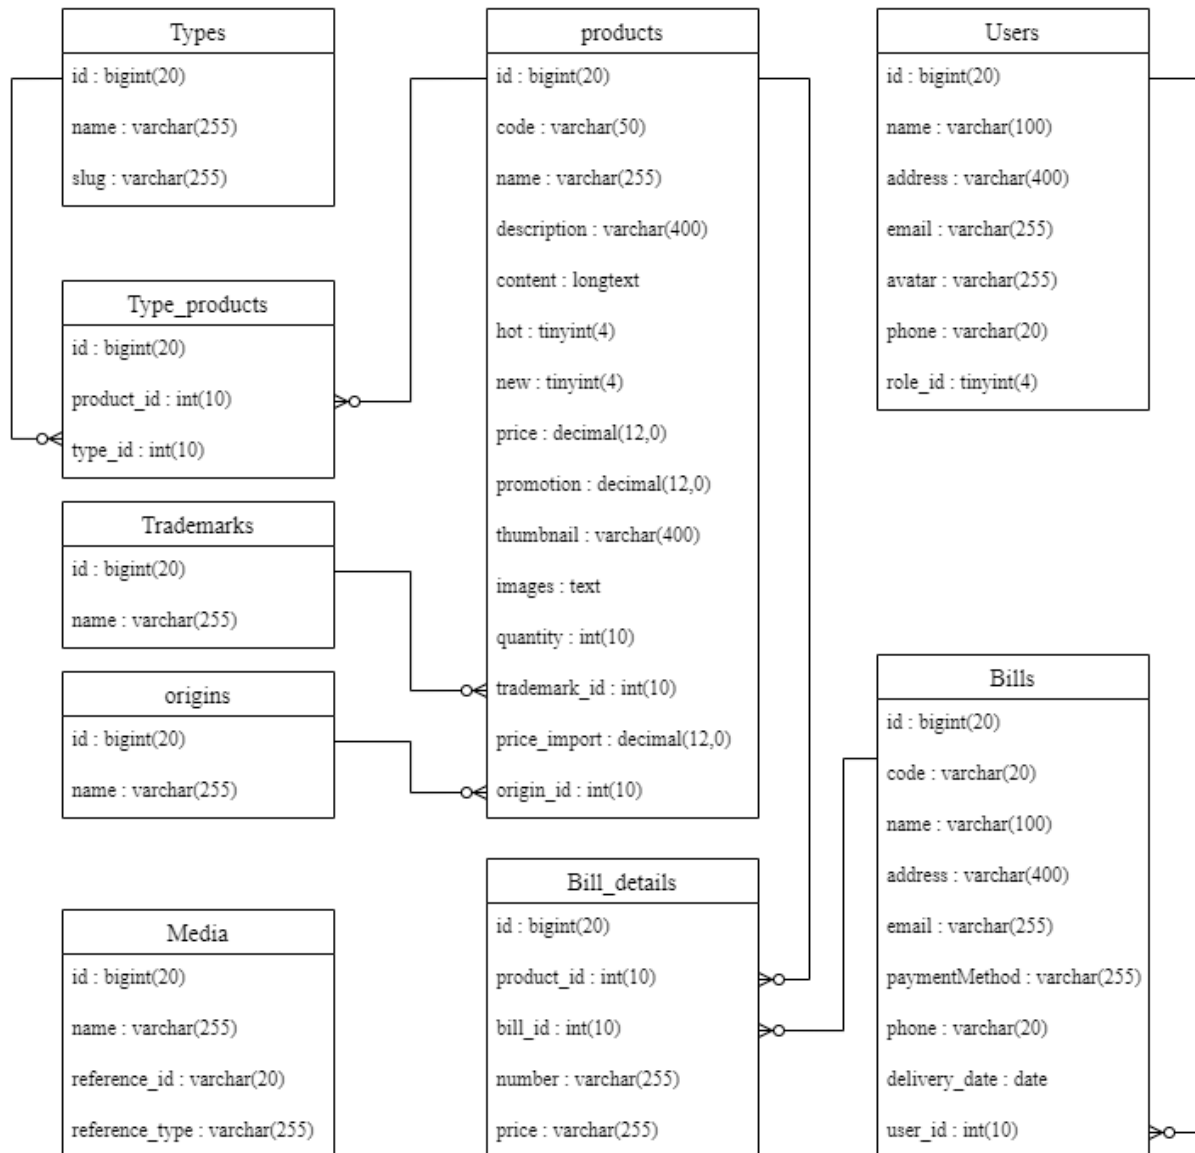 Types
id : bigint(20)
name : varchar(255)
slug : varchar(255)
Type_products
id : bigint(20)
product_id : int(10)
type_id : int(10)
Trademarks
id : bigint(20)
name : varchar(255)
origins
id : bigint(20)
name : varchar(255)
Media
id : bigint(20)
name : varchar(255)
reference_id : varchar(20)
reference_type : varchar(255)
products
id : bigint(20)
code : varchar(50)
name : varchar(255)
description : varchar(400)
content : longtext
hot : tinyint(4)
new : tinyint(4)
price : decimal(12,0)
promotion : decimal(12,0)
thumbnail : varchar(400)
images : text
quantity : int(10)
trademark_id : int(10)
price_import : decimal(12,0)
origin_id : int(10)
Bill_details
id : bigint(20)
product_id : int(10)
bill_id : int(10)
number : varchar(255)
price : varchar(255)
Users
id : bigint(20)
name : varchar(100)
address : varchar(400)
email : varchar(255)
avatar : varchar(255)
phone : varchar(20)
role_id : tinyint(4)
Bills
id : bigint(20)
code : varchar(20)
name : varchar(100)
address : varchar(400)
email : varchar(255)
paymentMethod : varchar(255)
phone : varchar(20)
delivery_date : date
user_id : int(10)